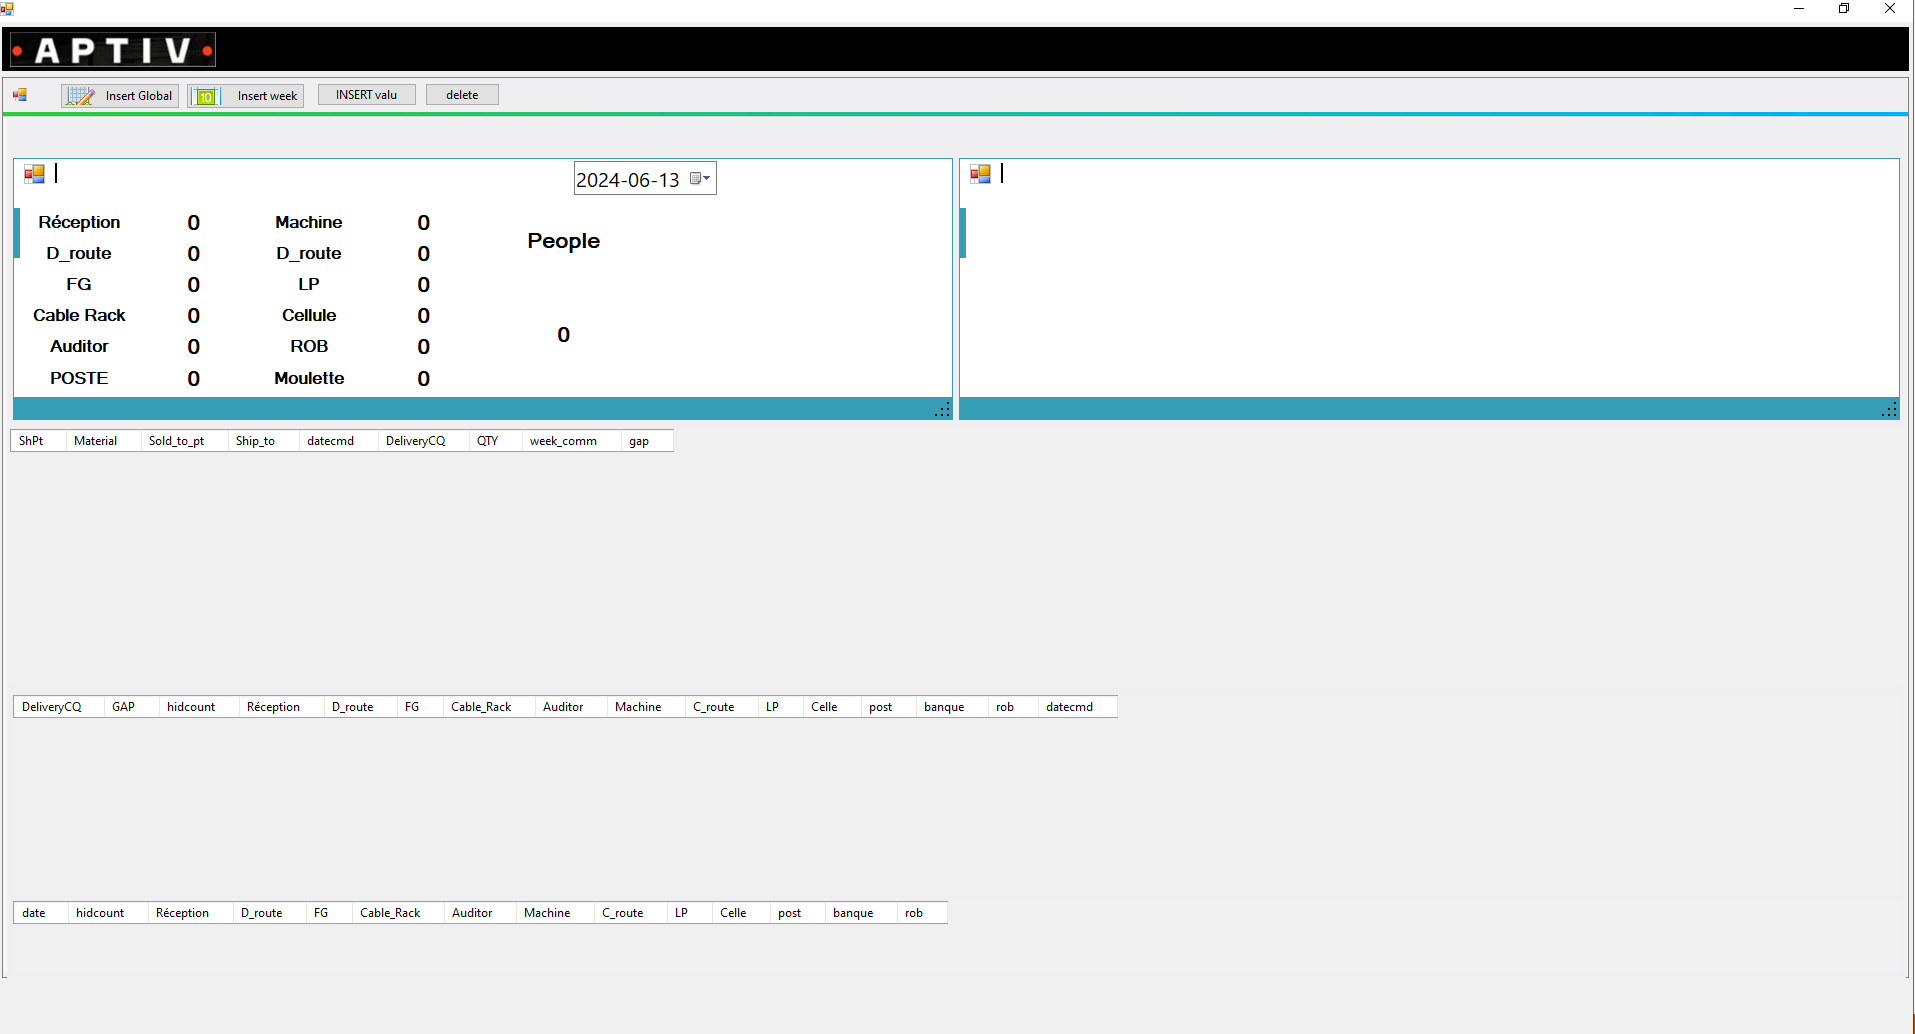 APTIV
Insert Global Insert week INSERT valu delete
2024-06-13
Réception 0 Machine 0
People
D_route 0 D_route 0
FG 0 LP 0
Cable Rack 0 Cellule 0
0
Auditor 0 ROB 0
POSTE 0 Moulette 0
ShPt Material Sold_to_pt Ship_to datecmd DeliveryCQ QTY week_comm gap
DeliveryCQ GAP hidcount Réception D_route FG Cable_Rack Auditor Machine C_route LP Celle post banque rob datecmd
date hidcount Réception D_route FG Cable_Rack Auditor Machine C_route LP Celle post banque rob